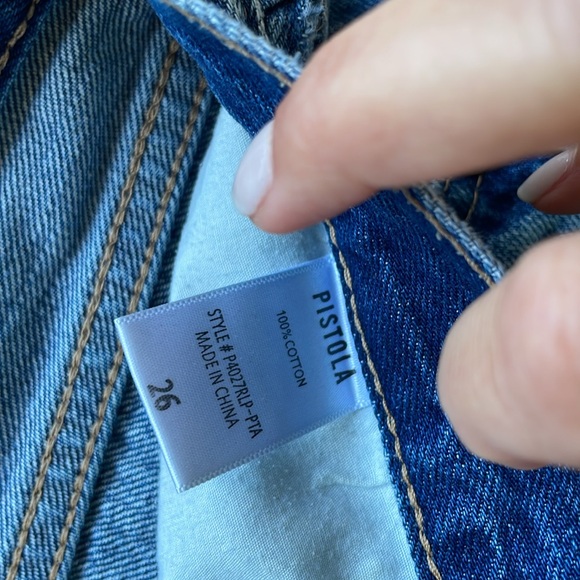 PISTOLA
100% COTTON
STYLE # P4027RLP-PTA
MADE IN CHINA
26